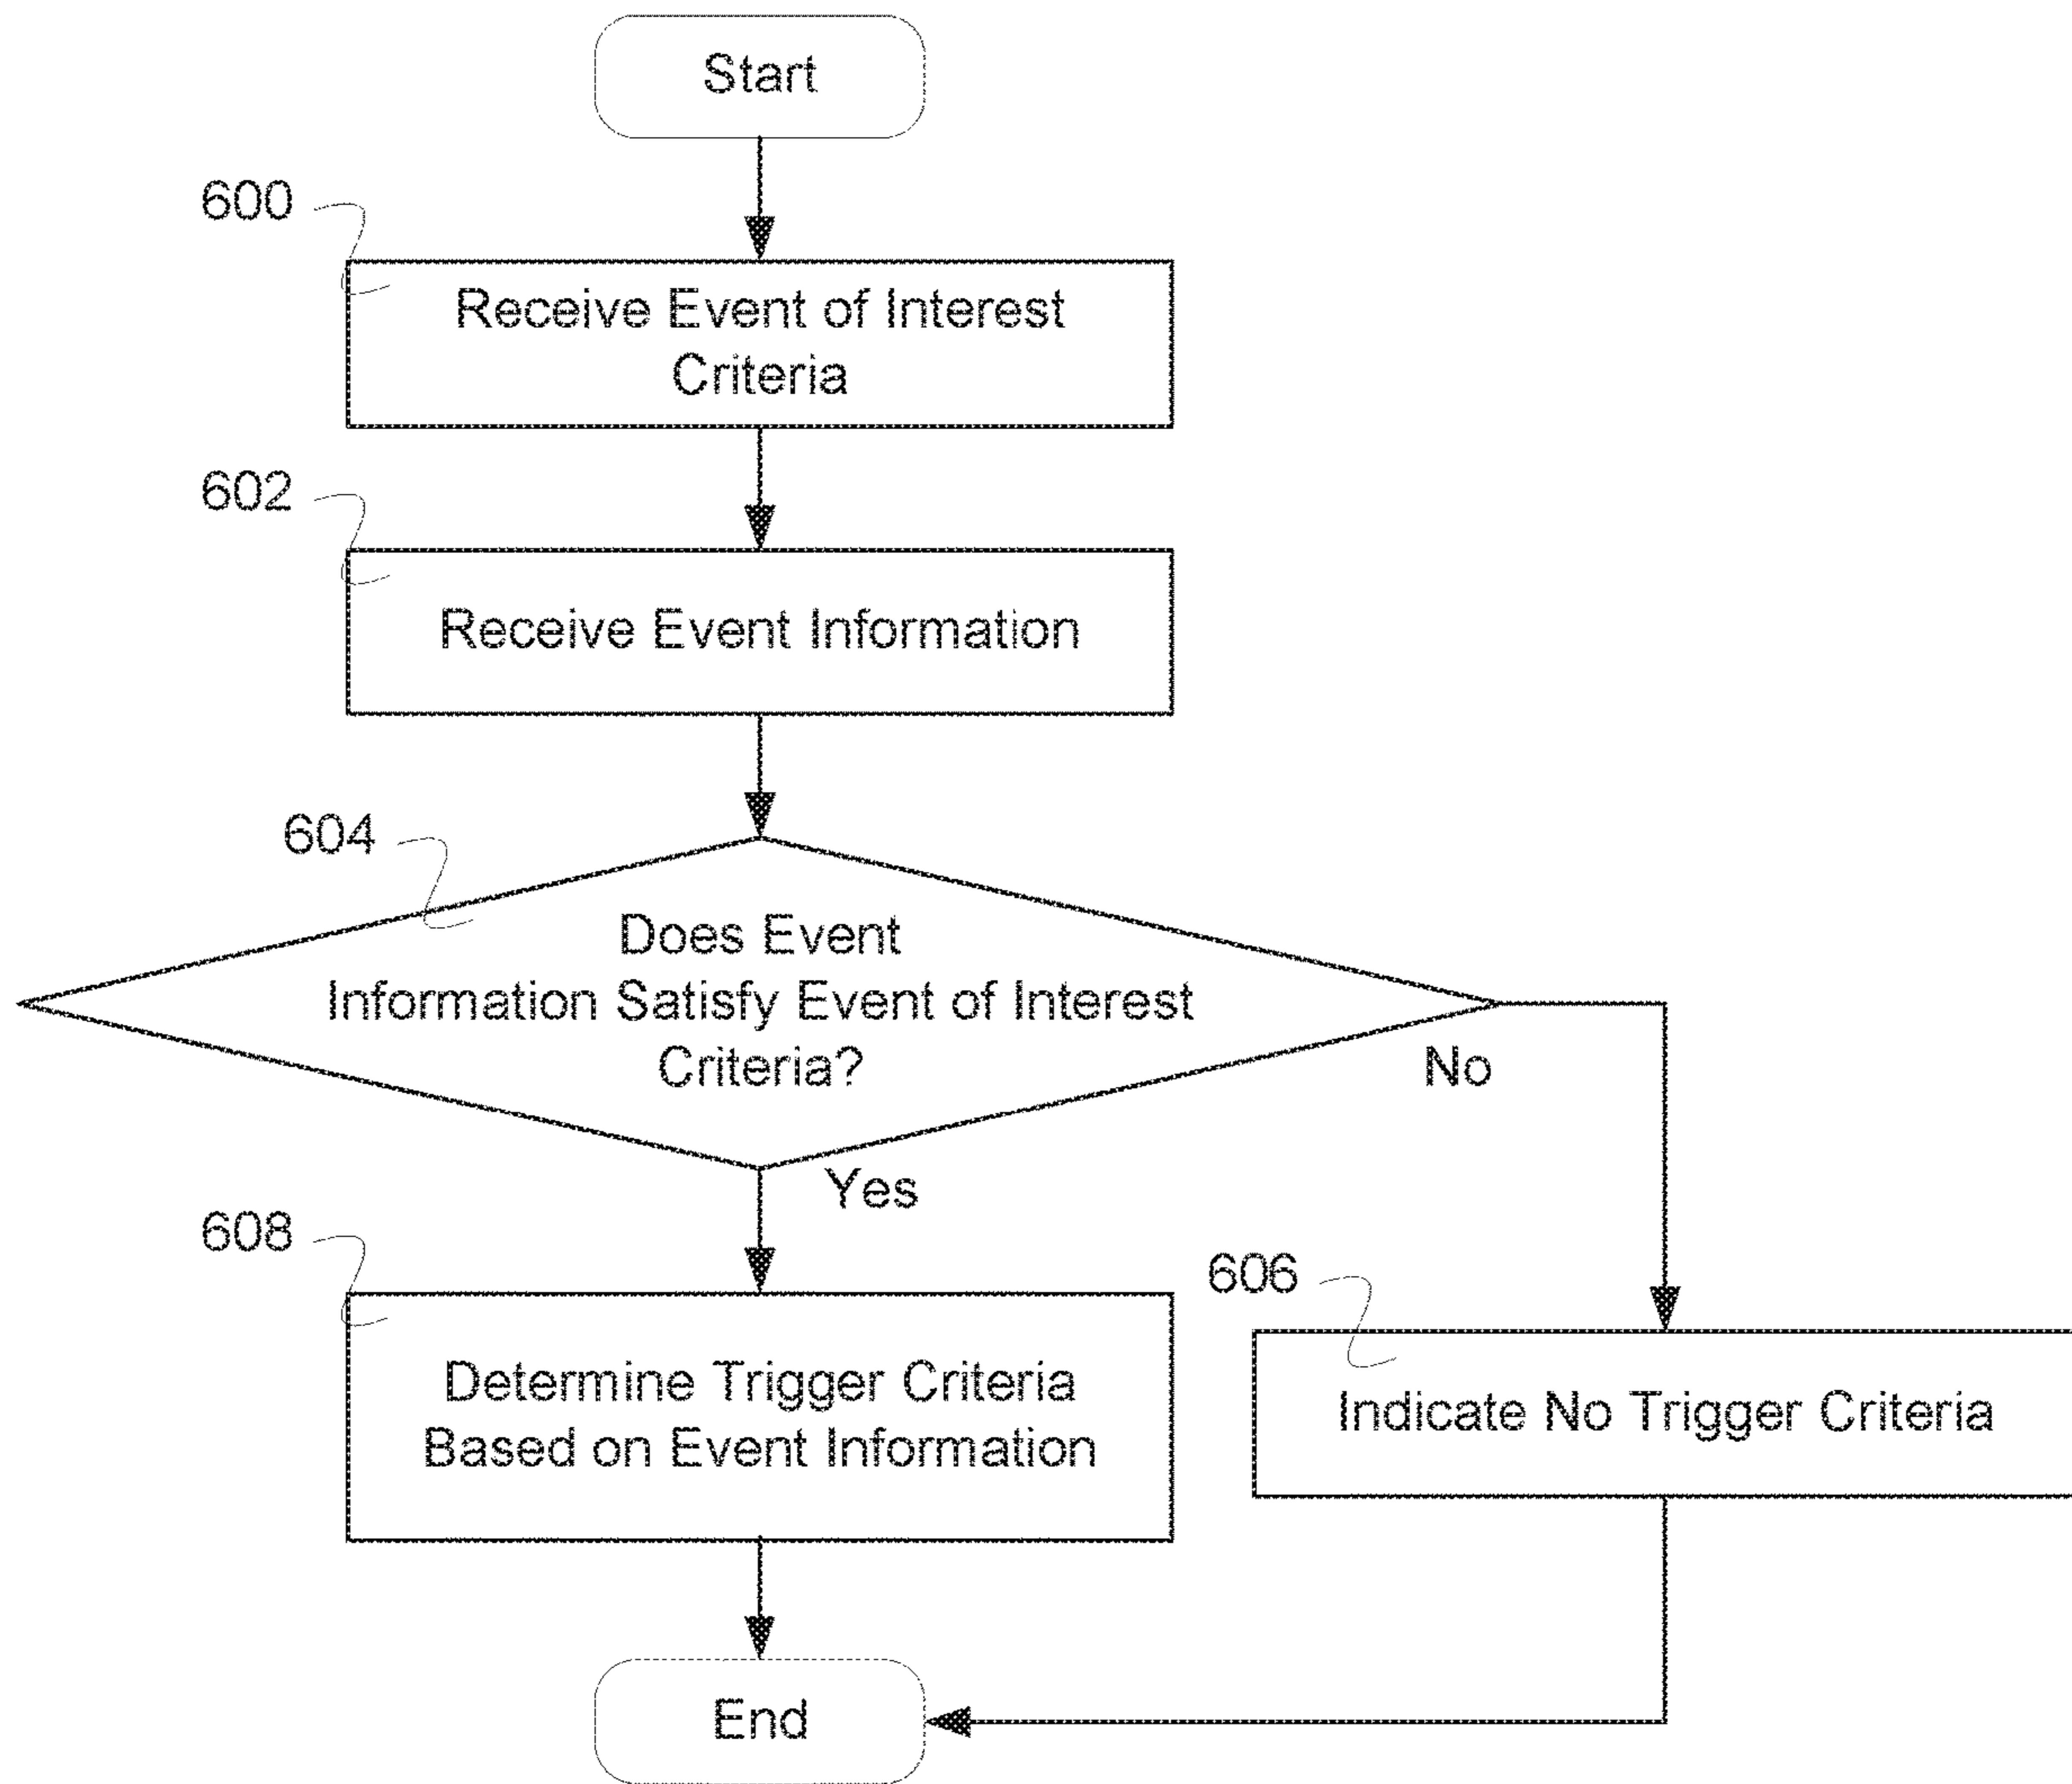 Start
600
Receive Event of Interest
Criteria
602
Receive Event Information
604
Does Event
Information Satisfy Event of Interest
Criteria?
No
Yes
608
Determine Trigger Criteria
Based on Event Information
606
Indicate No Trigger Criteria
End